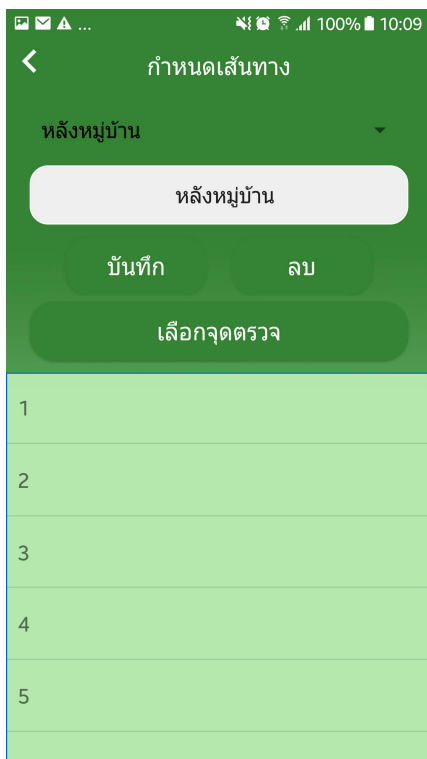 ... 100% 10:09
กำหนดเส้นทาง
หลังหมู่บ้าน
หลังหมู่บ้าน
บันทึก ลบ
เลือกจุดตรวจ
1
2
3
4
5